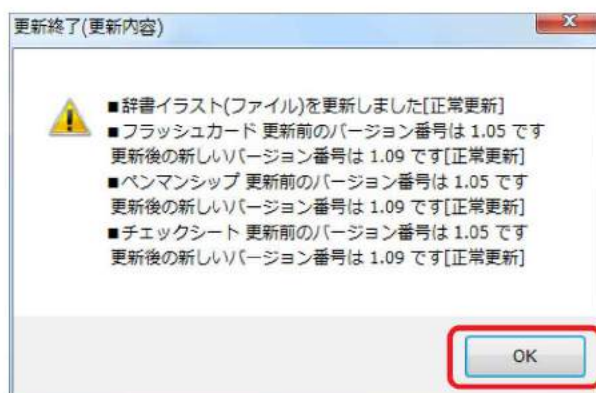 更新終了(更新内容)
■辞書イラスト(ファイル)を更新しました[正常更新]
■フラッシュカード 更新前のバージョン番号は 1.05 です
更新後の新しいバージョン番号は 1.09 です[正常更新]
■ペンマンシップ 更新前のバージョン番号は 1.05 です
更新後の新しいバージョン番号は 1.09 です[正常更新]
■チェックシート 更新前のバージョン番号は 1.05 です
更新後の新しいバージョン番号は 1.09 です[正常更新]
OK